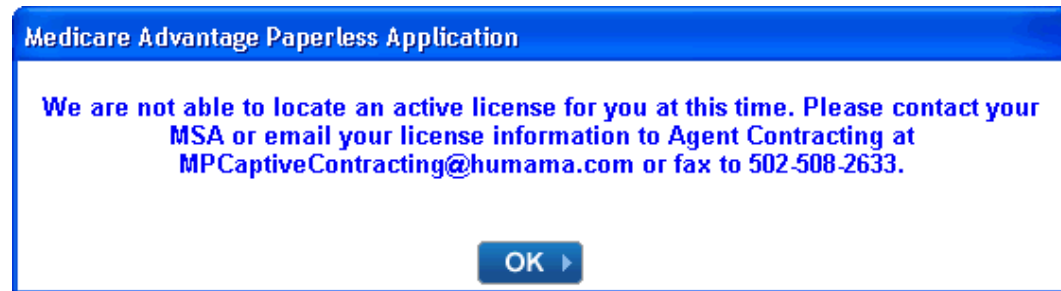 Medicare Advantage Paperless Application
We are not able to locate an active license for you at this time. Please contact your
MSA or email your license information to Agent Contracting at
MPCaptiveContracting@humama.com or fax to 502-508-2633.
OK